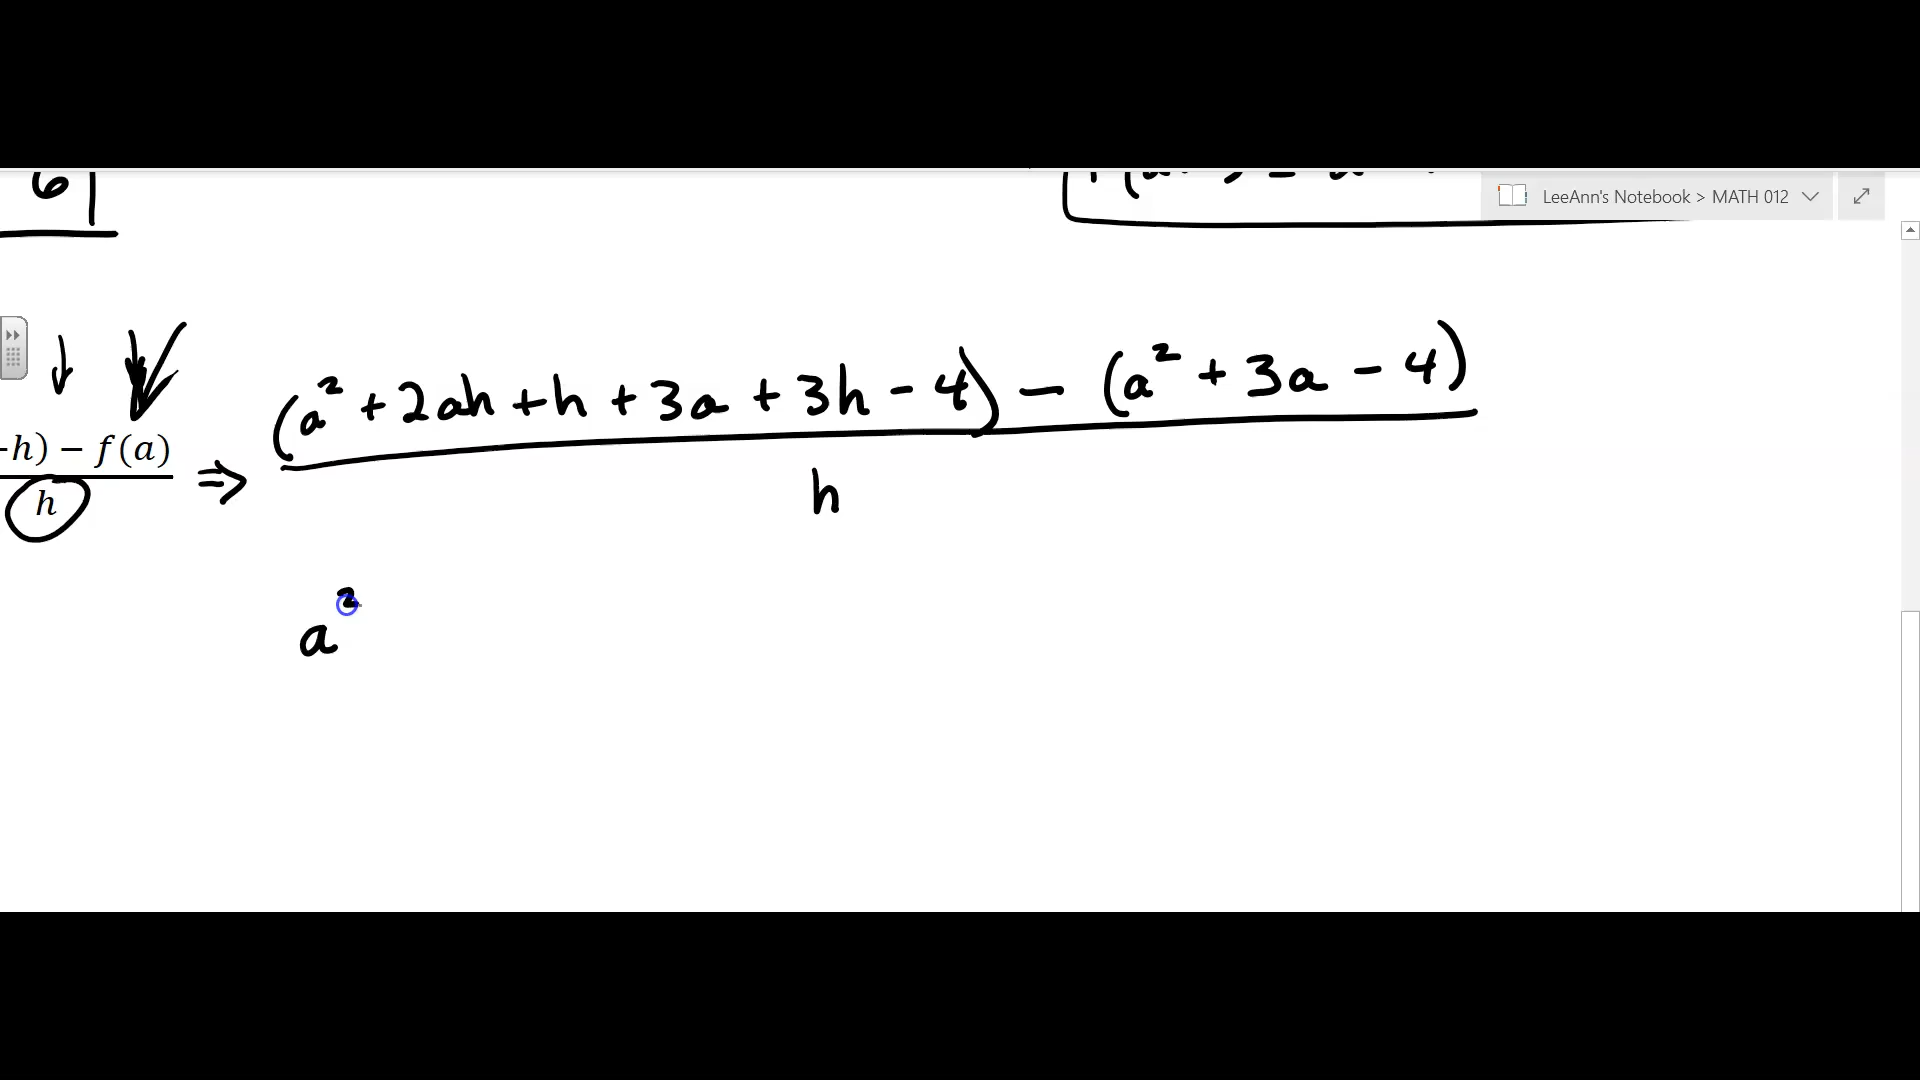 6
LeeAnn's Notebook > MATH 012
(a² + 2ah + h + 3a + 3h - 4) - (a² + 3a - 4)
h) − f(a) ⇒
h h
a²